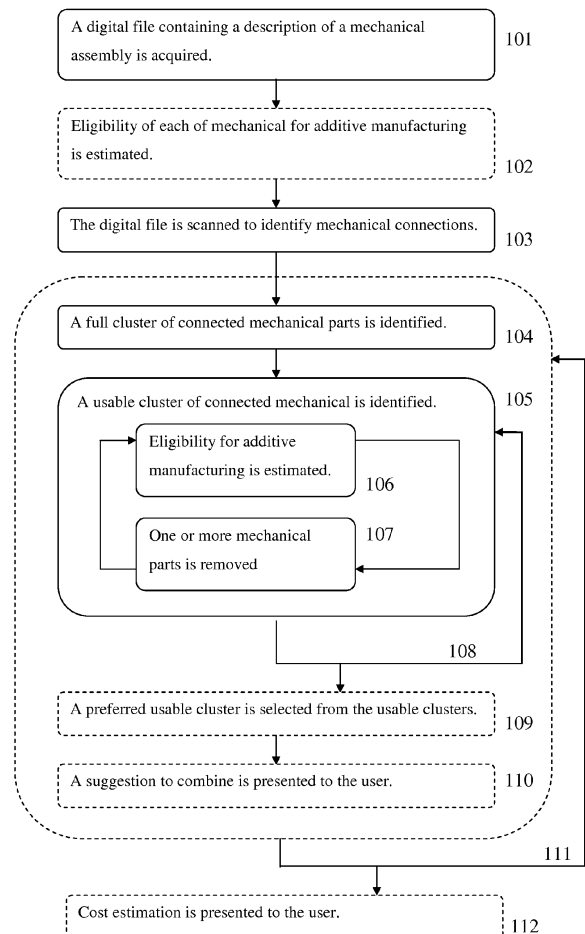 A digital file containing a description of a mechanical
assembly is acquired.
101
Eligibility of each of mechanical for additive manufacturing
is estimated.
102
The digital file is scanned to identify mechanical connections.
103
A full cluster of connected mechanical parts is identified.
104
A usable cluster of connected mechanical is identified.
105
Eligibility for additive
manufacturing is estimated.
106
One or more mechanical
parts is removed
107
108
A preferred usable cluster is selected from the usable clusters.
109
A suggestion to combine is presented to the user.
110
111
Cost estimation is presented to the user.
112